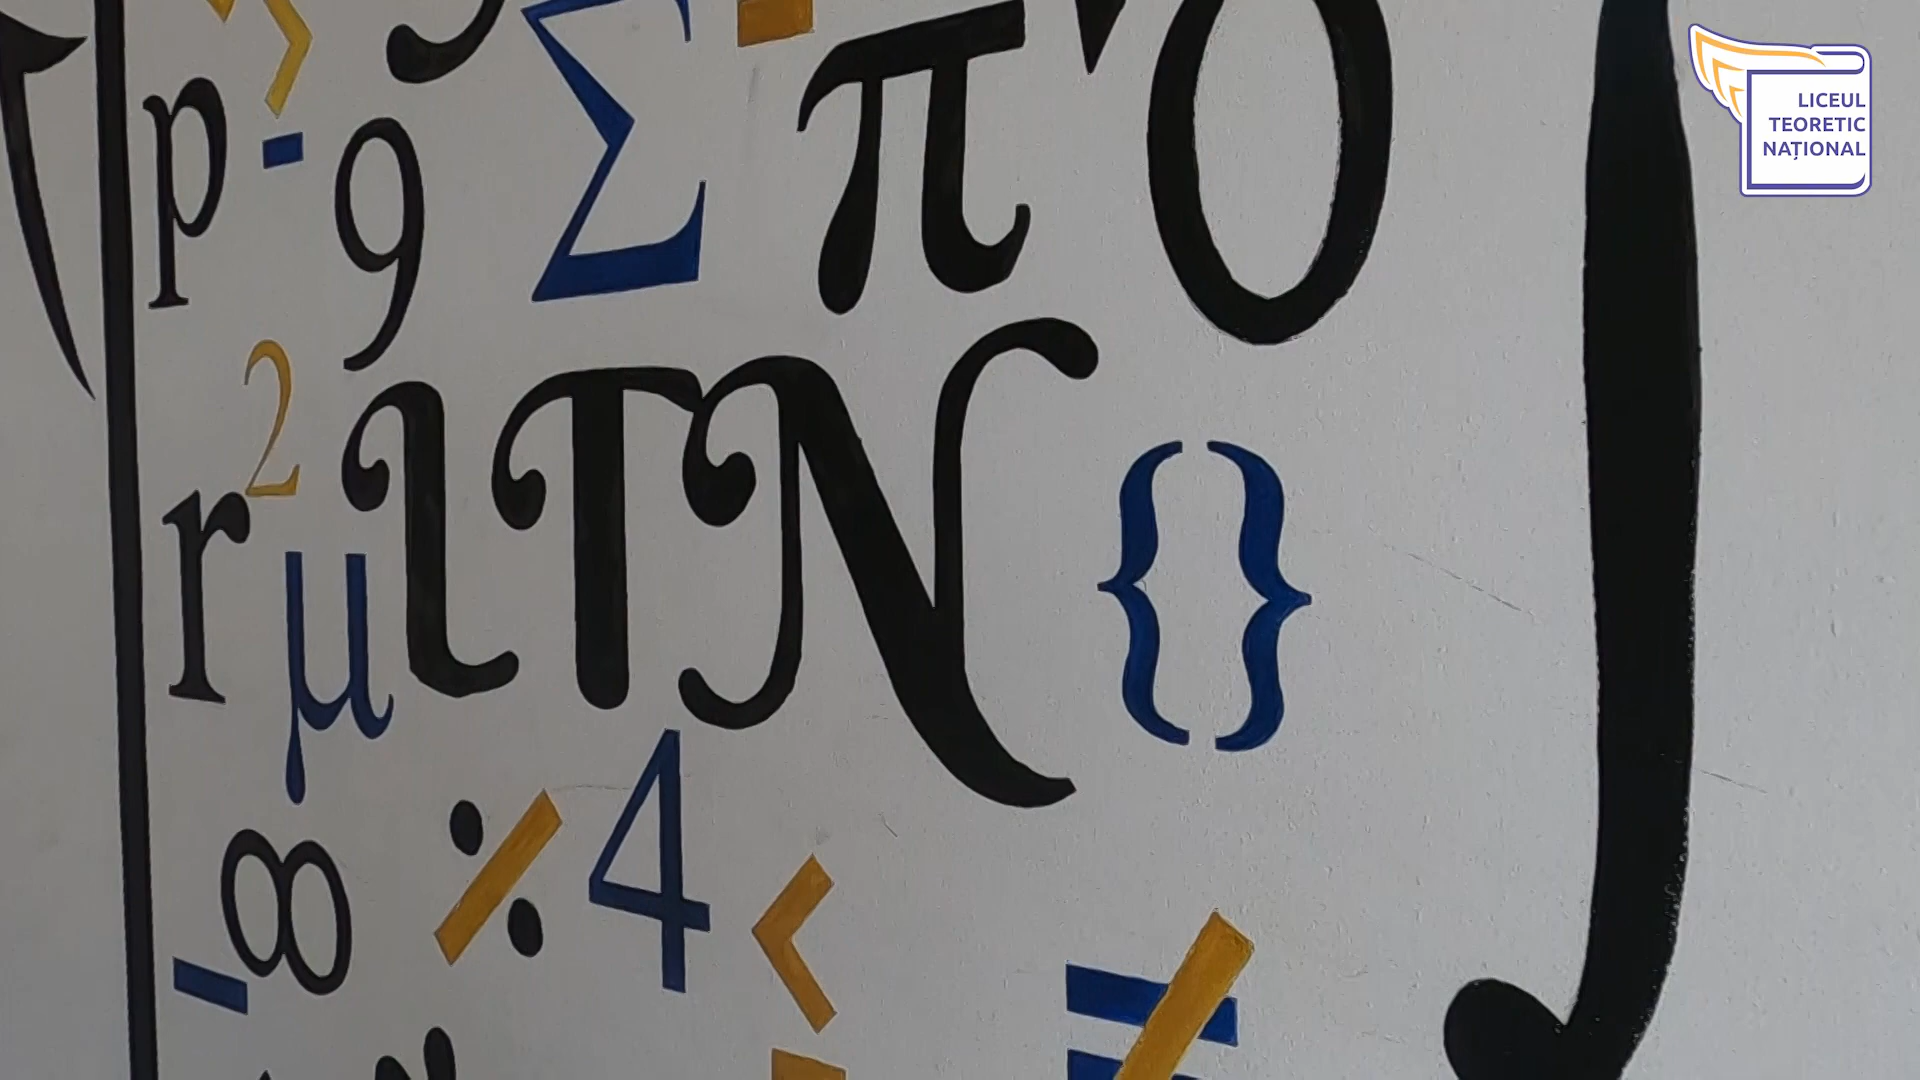 p - 9 Σ π 0 ∫
r 2 μ LTN { }
∞ % 4 <
- ≠
LICEUL
TEORETIC
NAȚIONAL